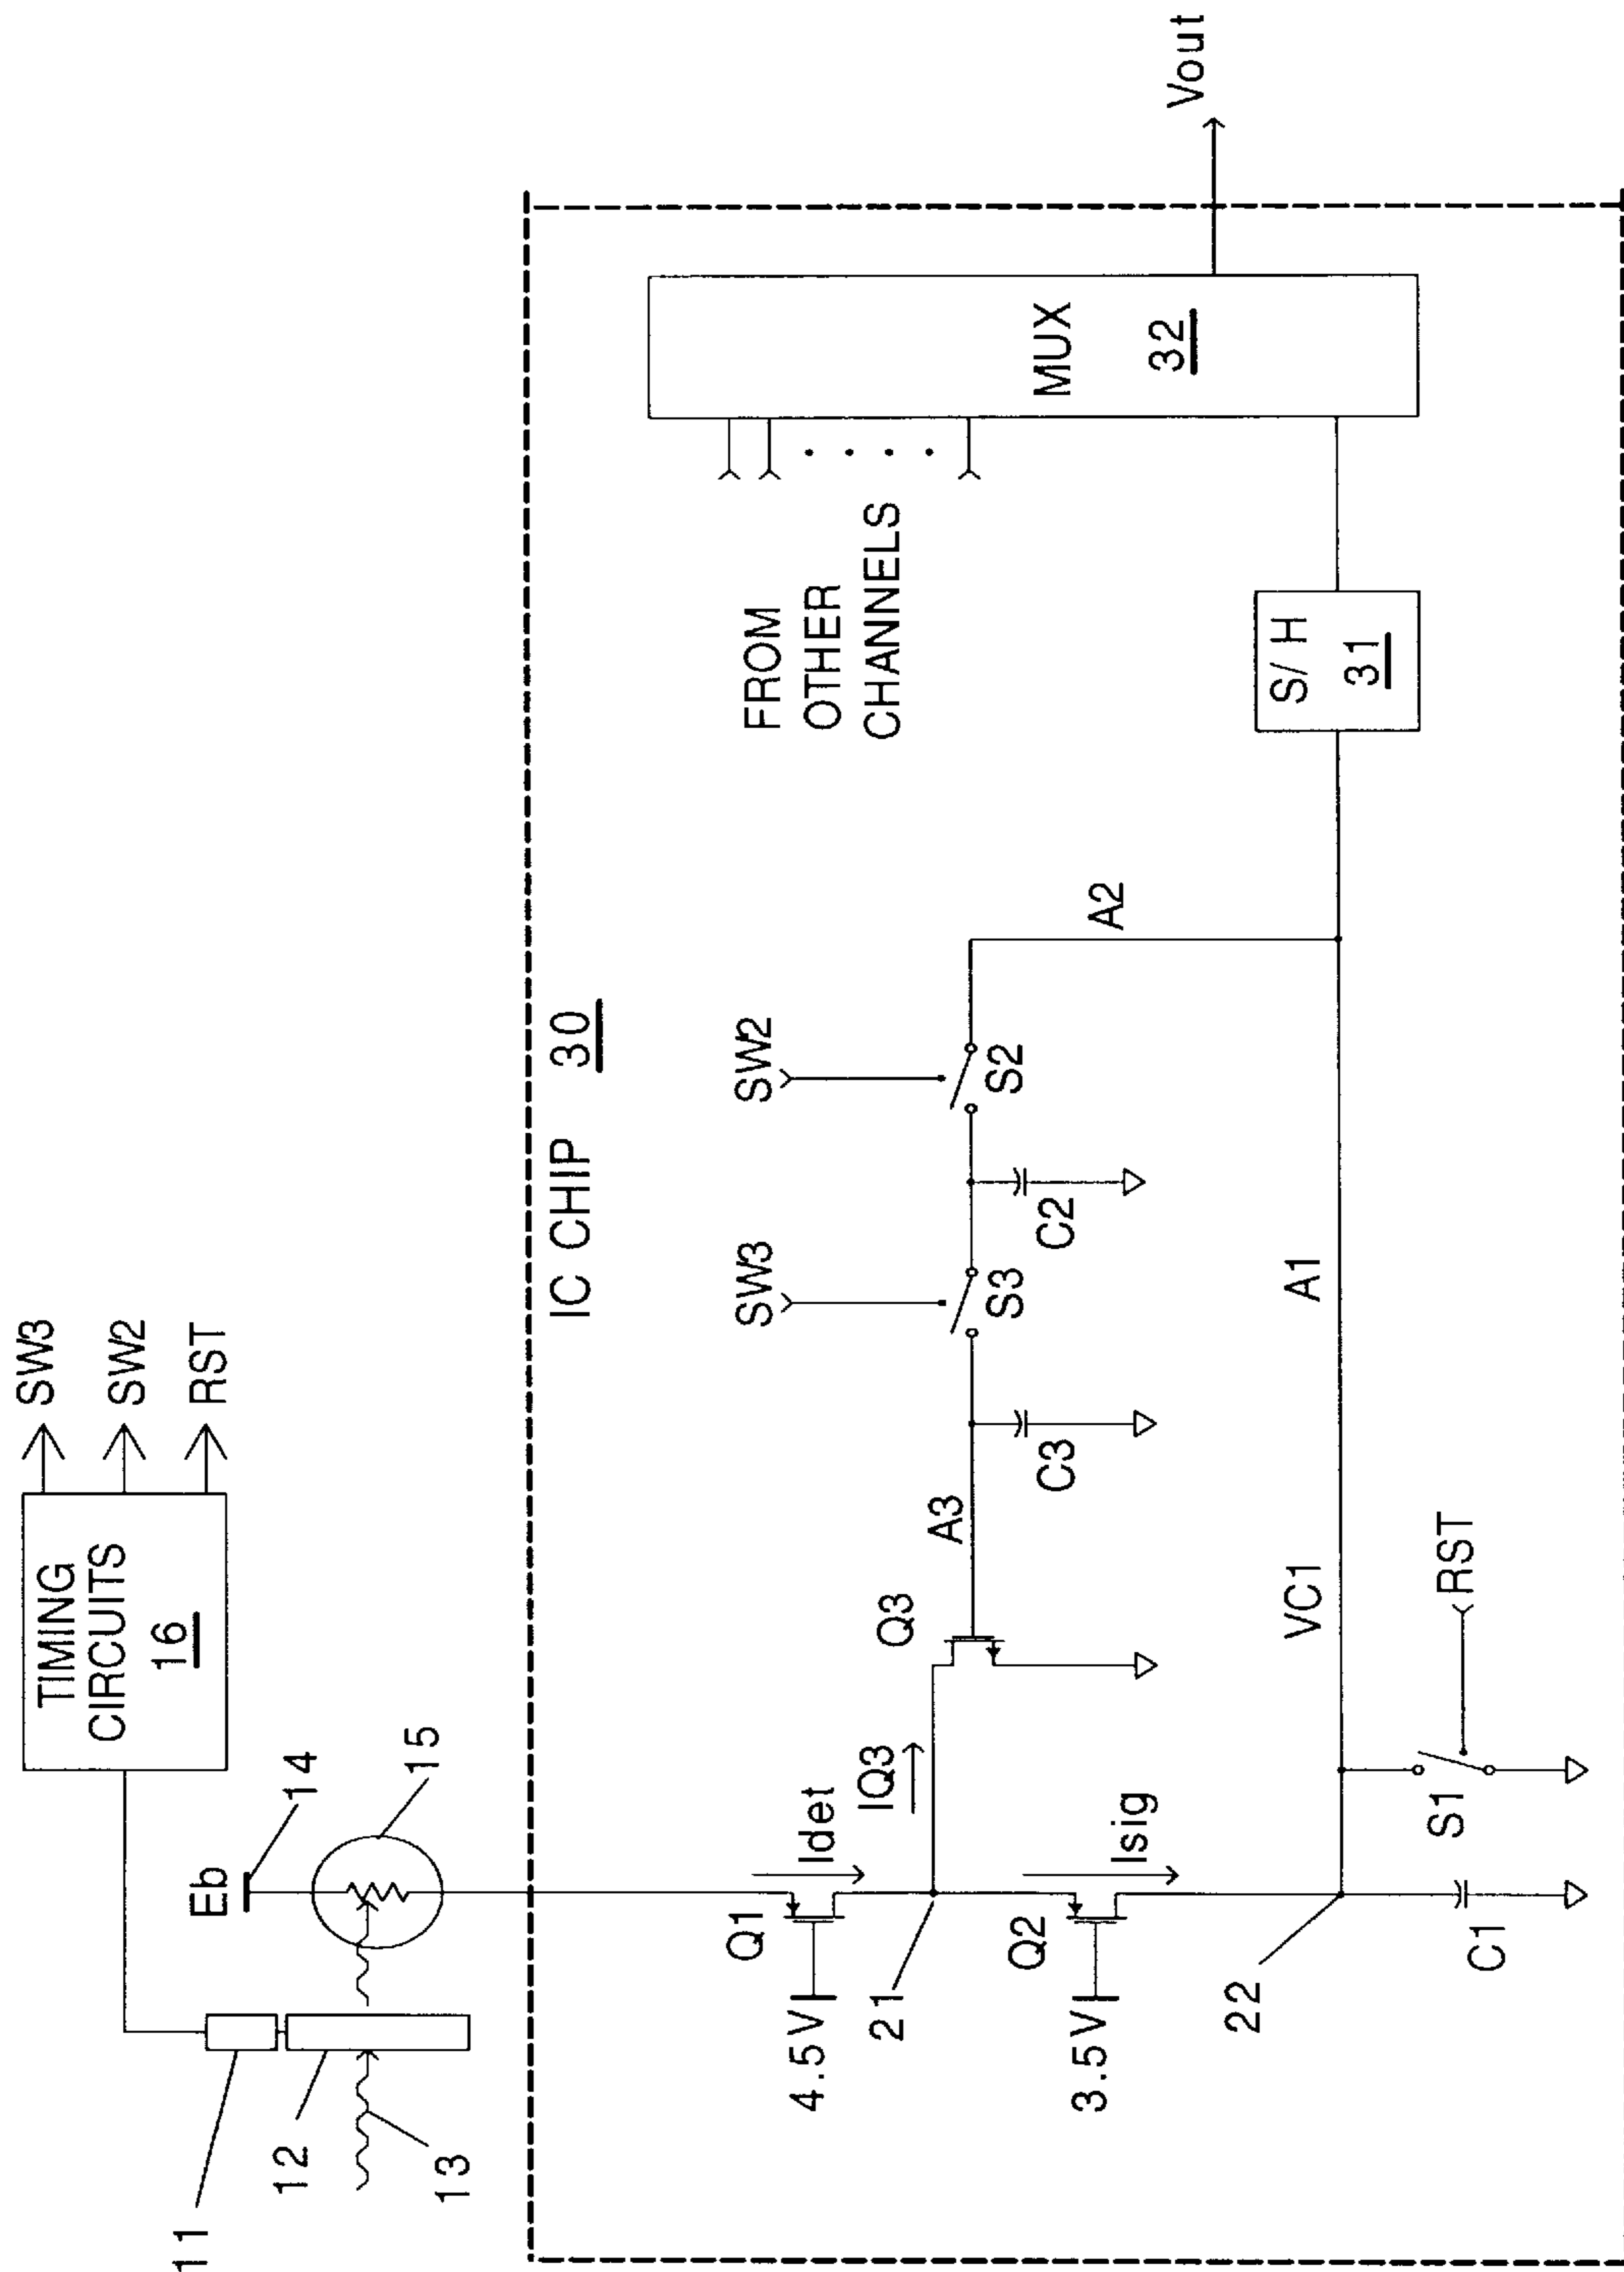 TIMING
CIRCUITS
16
SW3
SW2
RST
Eb
14
15
11
12
13
IC CHIP 30
Q1
4.5V
Idet
21
IQ3
Q2
3.5V
Isig
22
C1
S1
RST
VC1
A1
Q3
A3
C3
SW3
S3
C2
SW2
S2
A2
FROM
OTHER
CHANNELS
S/H
31
MUX
32
Vout